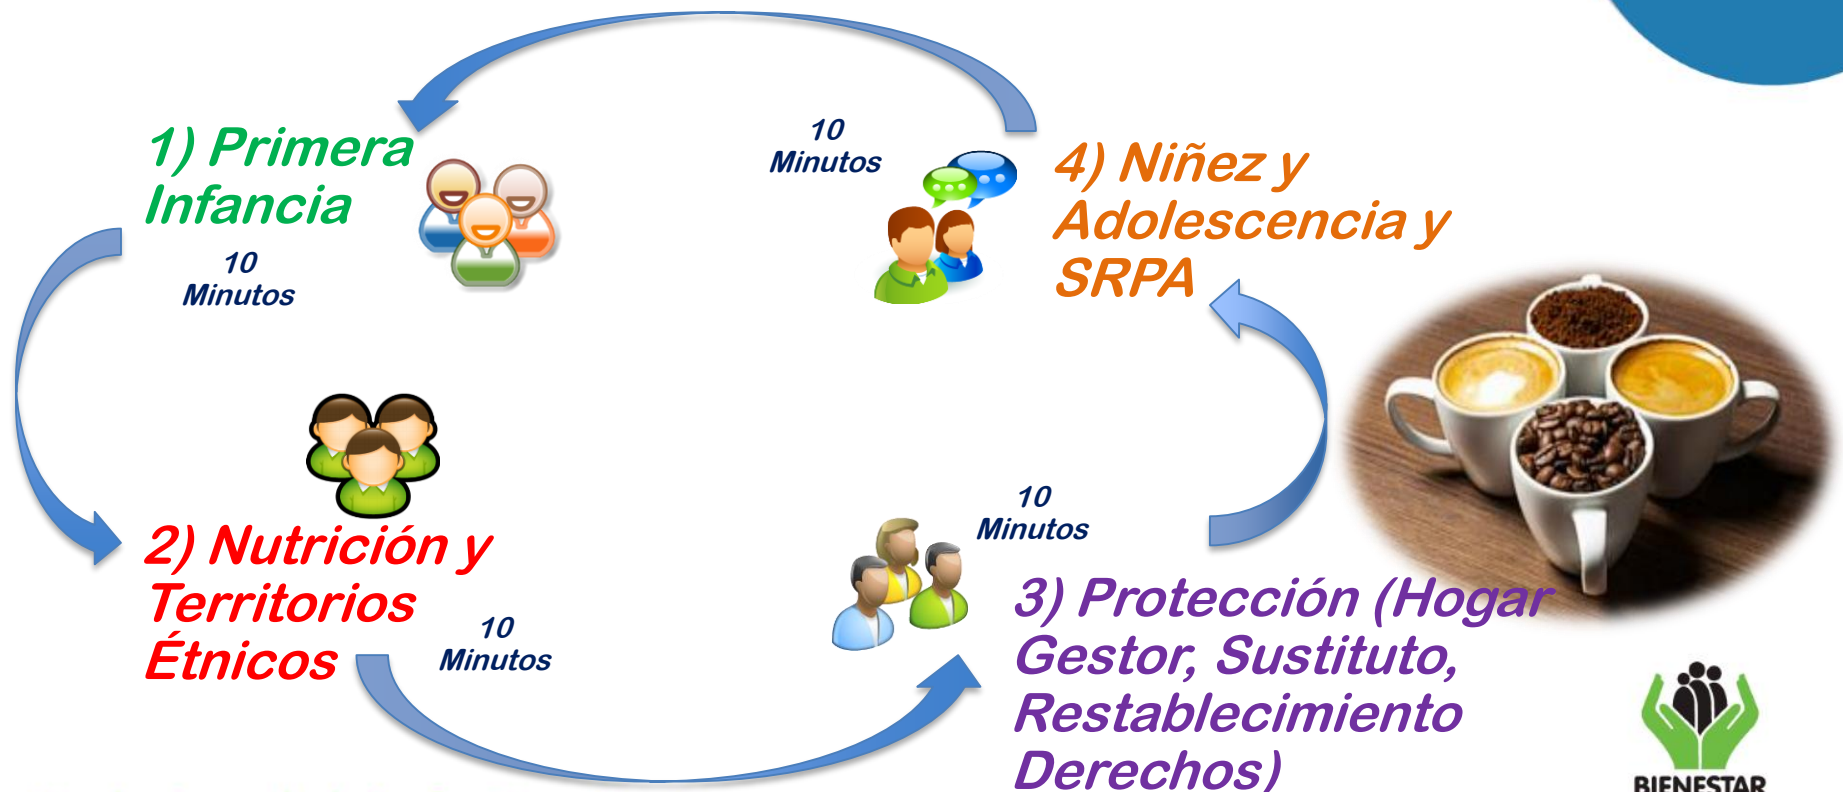 1) Primera
Infancia
10
Minutos
2) Nutrición y
Territorios
Étnicos
10
Minutos
10
Minutos
3) Protección (Hogar
Gestor, Sustituto,
Restablecimiento
Derechos)
10
Minutos
4) Niñez y
Adolescencia y
SRPA
BIENESTAR